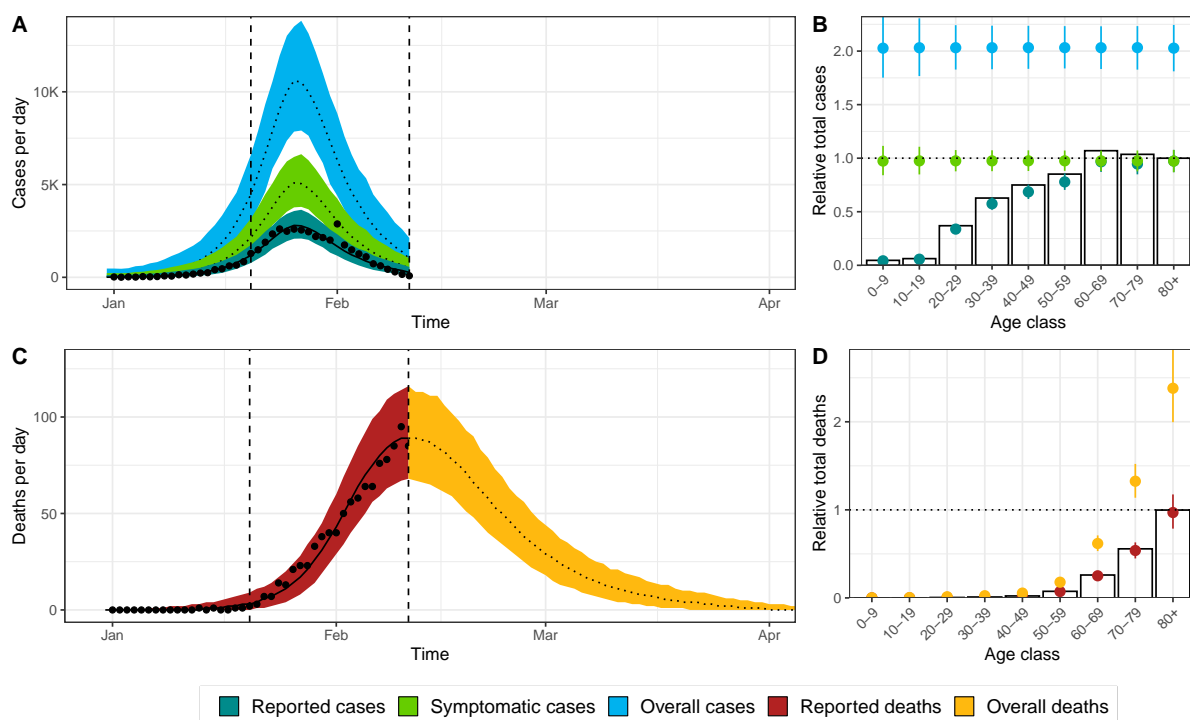 A
Cases per day
10K
5K
0
Jan
Feb
Mar
Apr
Time
B
Relative total cases
2.0
1.5
1.0
0.5
0.0
0−9
10−19
20−29
30−39
40−49
50−59
60−69
70−79
80+
Age class
C
Deaths per day
100
50
0
Jan
Feb
Mar
Apr
Time
D
Relative total deaths
2
1
0
0−9
10−19
20−29
30−39
40−49
50−59
60−69
70−79
80+
Age class
Reported cases
Symptomatic cases
Overall cases
Reported deaths
Overall deaths